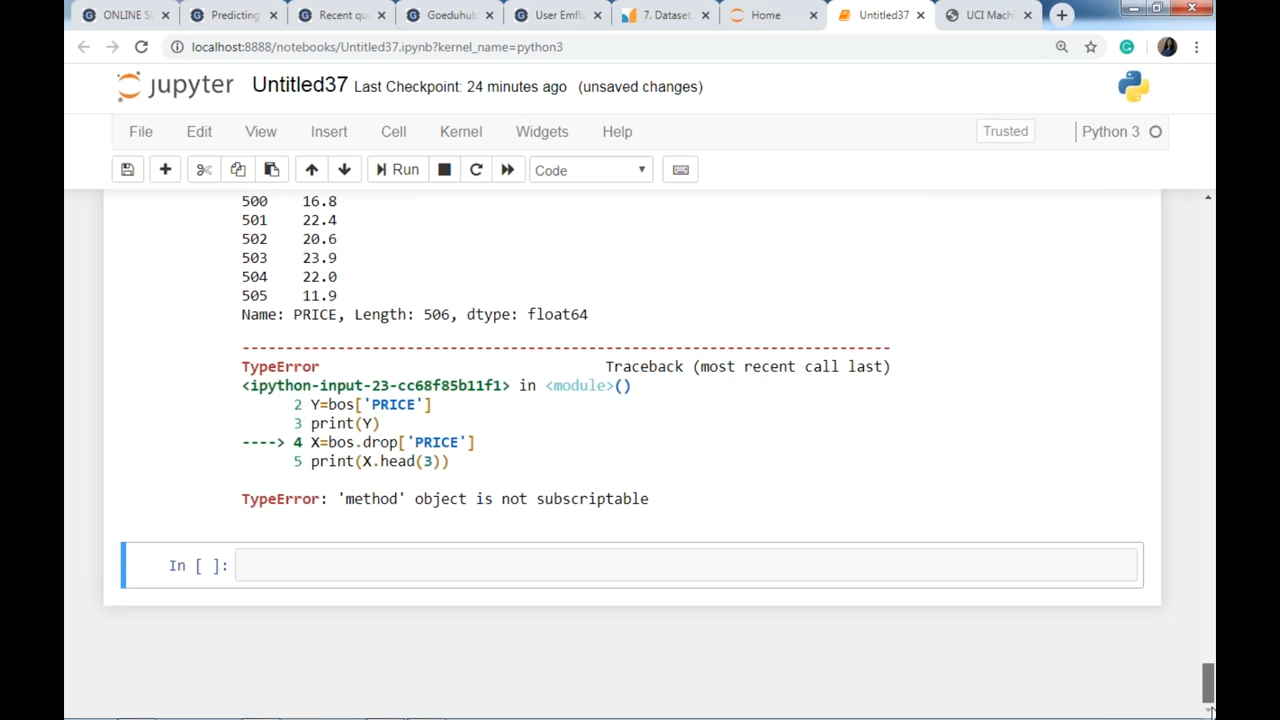 ONLINE S
Predicting
Recent qu
Goeduhub
User Emflu
7. Dataset
Home
Untitled37
UCI Machi
localhost:8888/notebooks/Untitled37.ipynb?kernel_name=python3
jupyter Untitled37 Last Checkpoint: 24 minutes ago (unsaved changes)
File Edit View Insert Cell Kernel Widgets Help Trusted Python 3
Run Code
500 16.8
501 22.4
502 20.6
503 23.9
504 22.0
505 11.9
Name: PRICE, Length: 506, dtype: float64
---------------------------------------------------------------------------
TypeError Traceback (most recent call last)
<ipython-input-23-cc68f85b11f1> in <module>()
2 Y=bos['PRICE']
3 print(Y)
----> 4 X=bos.drop['PRICE']
5 print(X.head(3))
TypeError: 'method' object is not subscriptable
In [ ]: